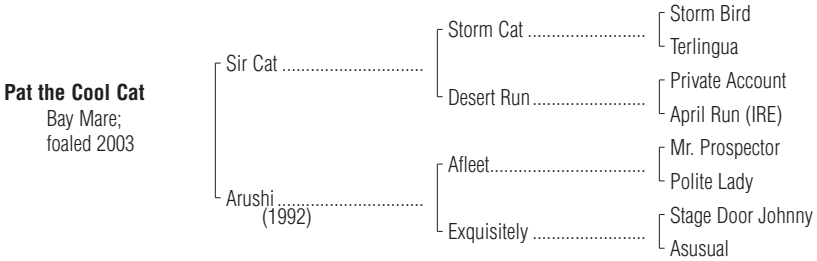 Pat the Cool Cat
Bay Mare;
foaled 2003
Sir Cat ............................
Arushi .............................
(1992)
Storm Cat .......................
Desert Run ......................
Afleet..............................
Exquisitely ......................
Storm Bird
Terlingua
Private Account
April Run (IRE)
Mr. Prospector
Polite Lady
Stage Door Johnny
Asusual